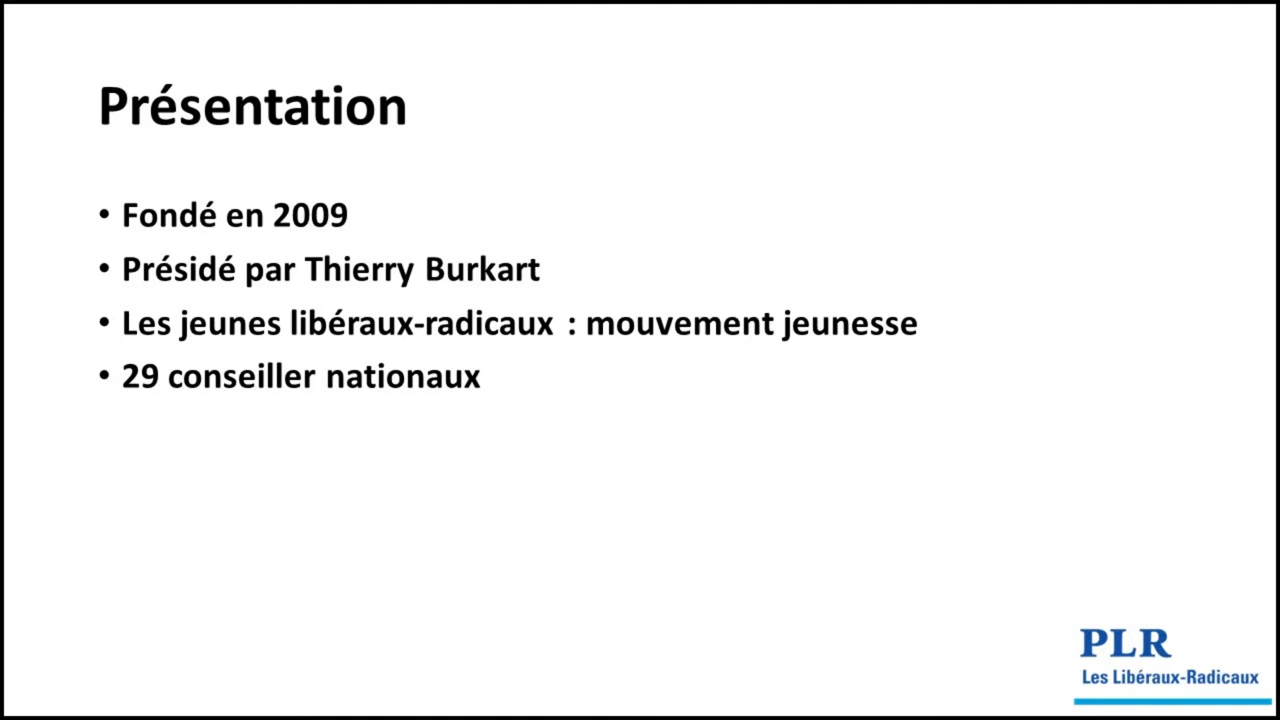 Présentation
• Fondé en 2009
• Présidé par Thierry Burkart
• Les jeunes libéraux-radicaux : mouvement jeunesse
• 29 conseiller nationaux
PLR
Les Libéraux-Radicaux